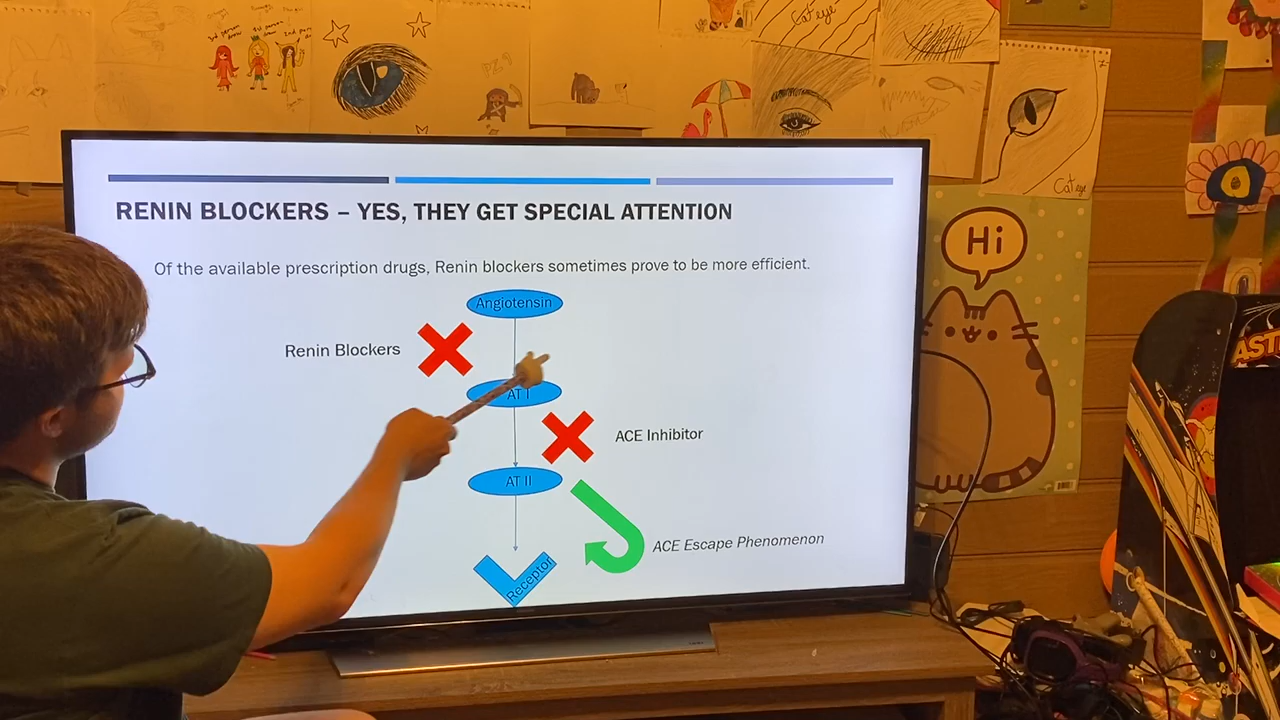 Cat eye
RENIN BLOCKERS – YES, THEY GET SPECIAL ATTENTION
Of the available prescription drugs, Renin blockers sometimes prove to be more efficient.
Angiotensin
Renin Blockers
AT I
ACE Inhibitor
AT II
ACE Escape Phenomenon
Receptor
Cat eye
Hi